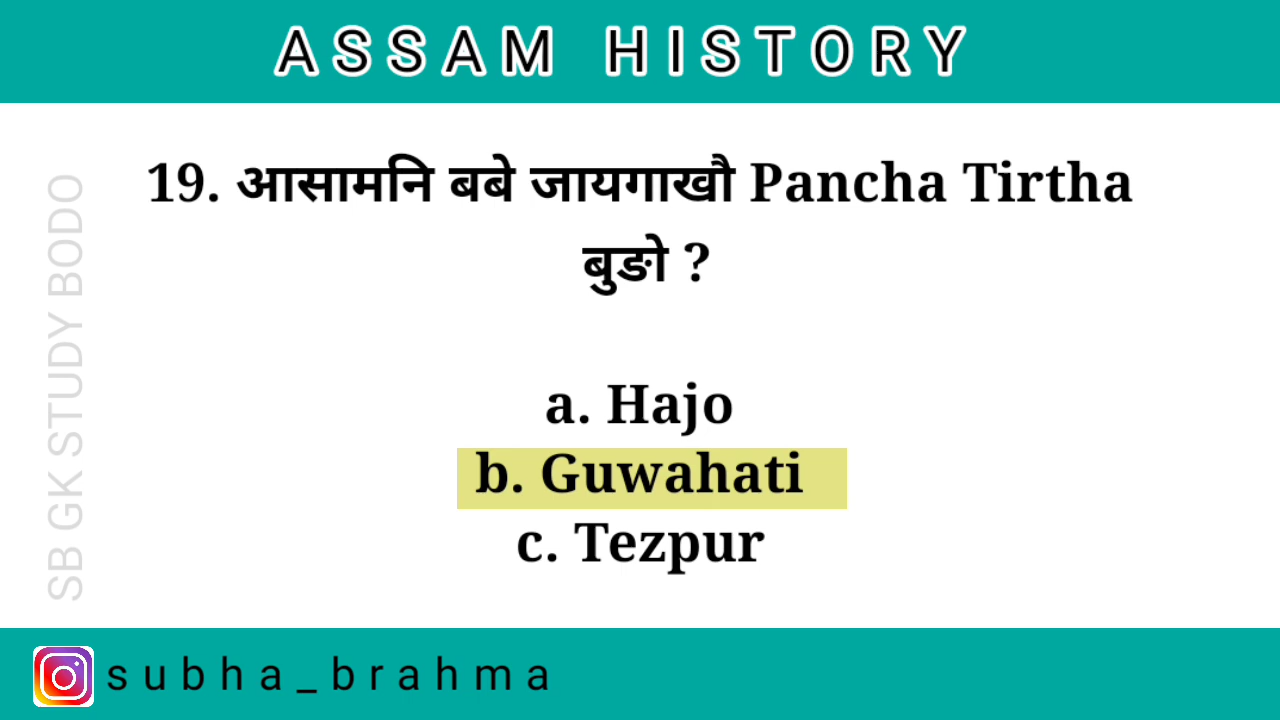 ASSAM HISTORY
19. आसामनि बबे जायगाखौ Pancha Tirtha
बुङो ?
a. Hajo
b. Guwahati
c. Tezpur
SB GK STUDY BODO
subha_brahma